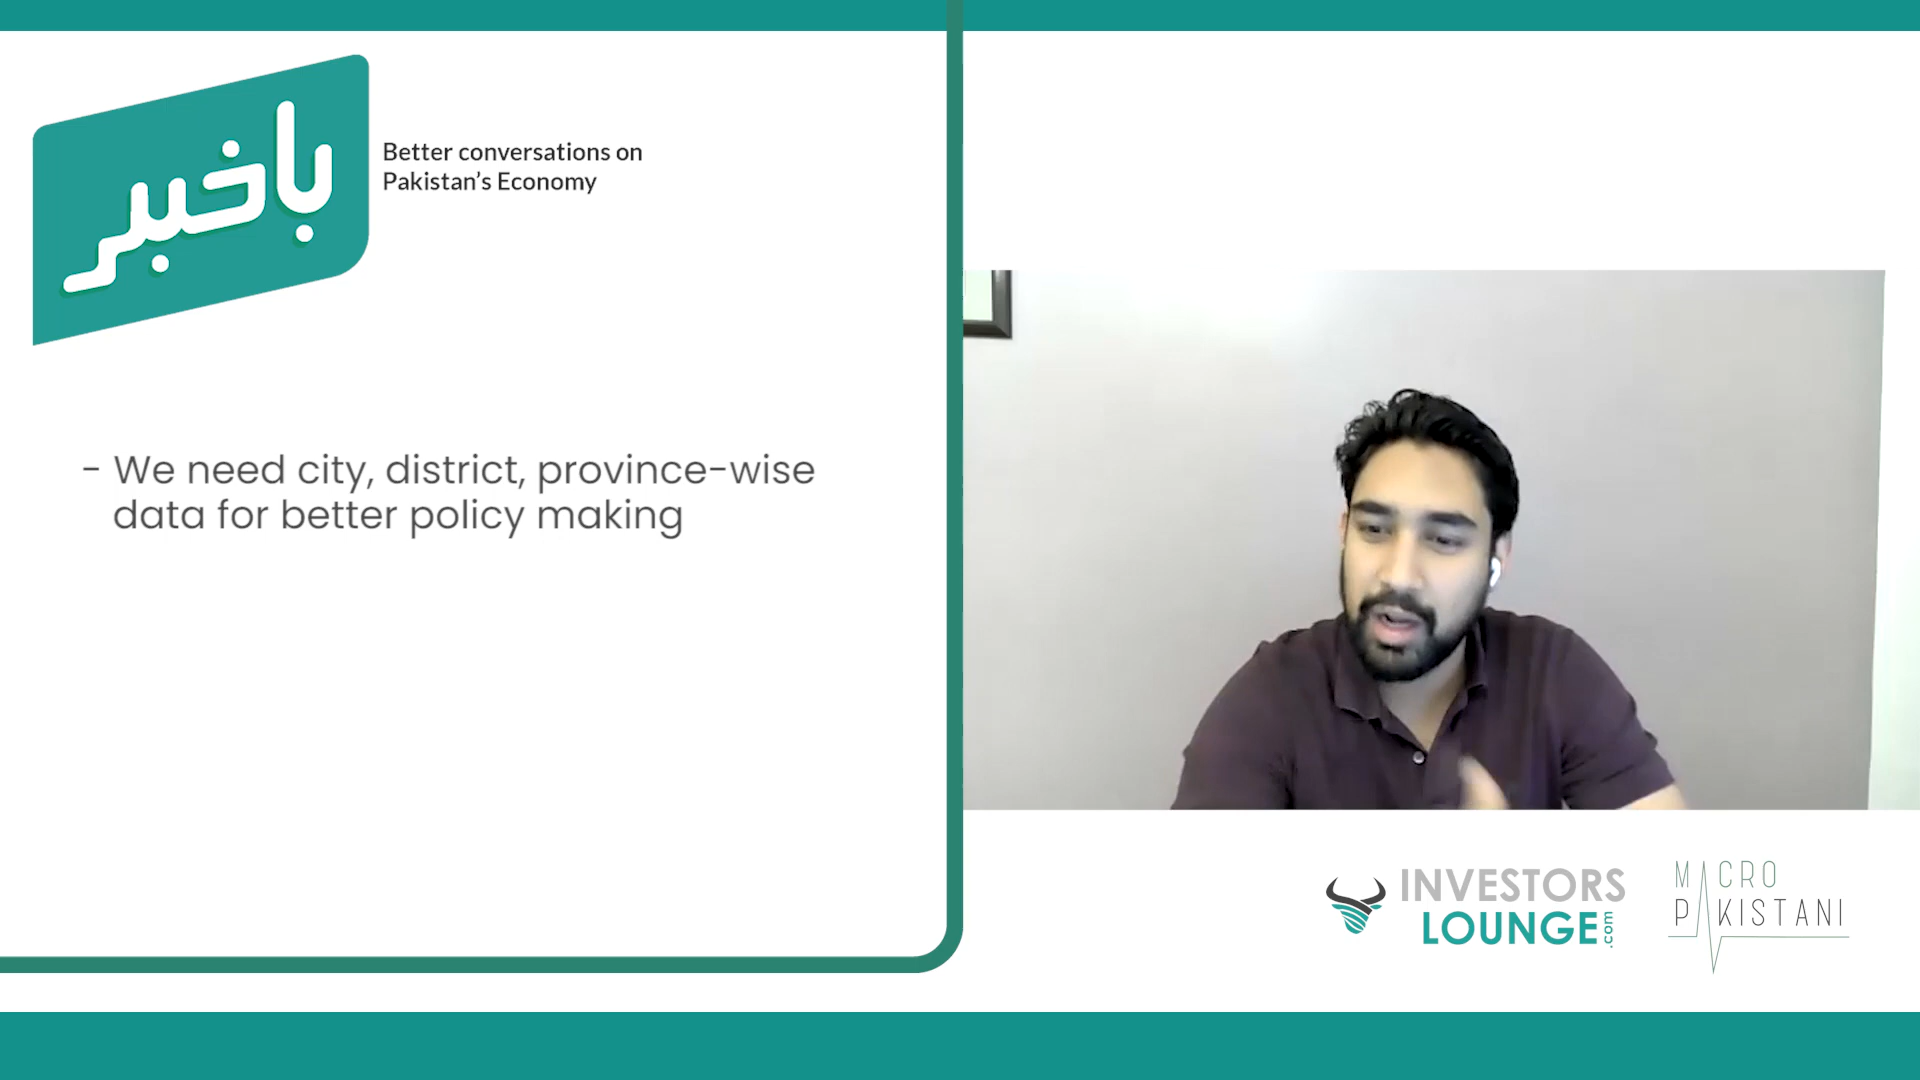 باخبر
Better conversations on
Pakistan’s Economy
- We need city, district, province-wise
data for better policy making
INVESTORS
LOUNGE.com
MACRO
PAKISTANI